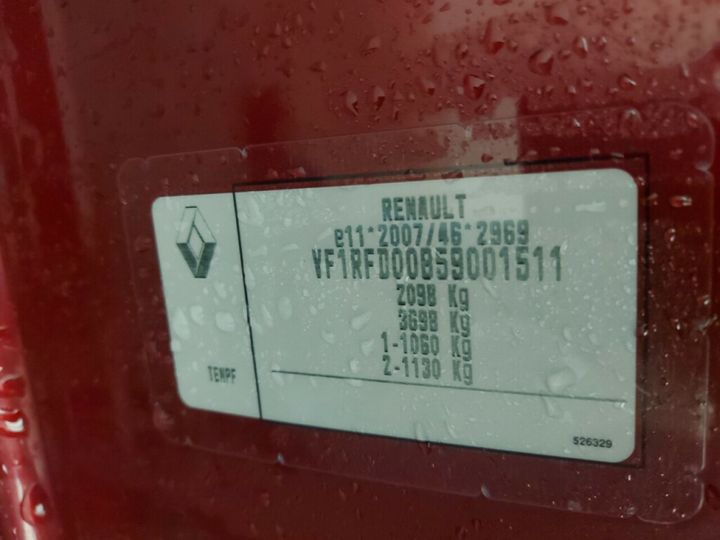 RENAULT
e11*2007/46*2969
VF1RFD00859001511
2098 Kg
3698 Kg
1-1060 Kg
2-1130 Kg
TENPF
526329